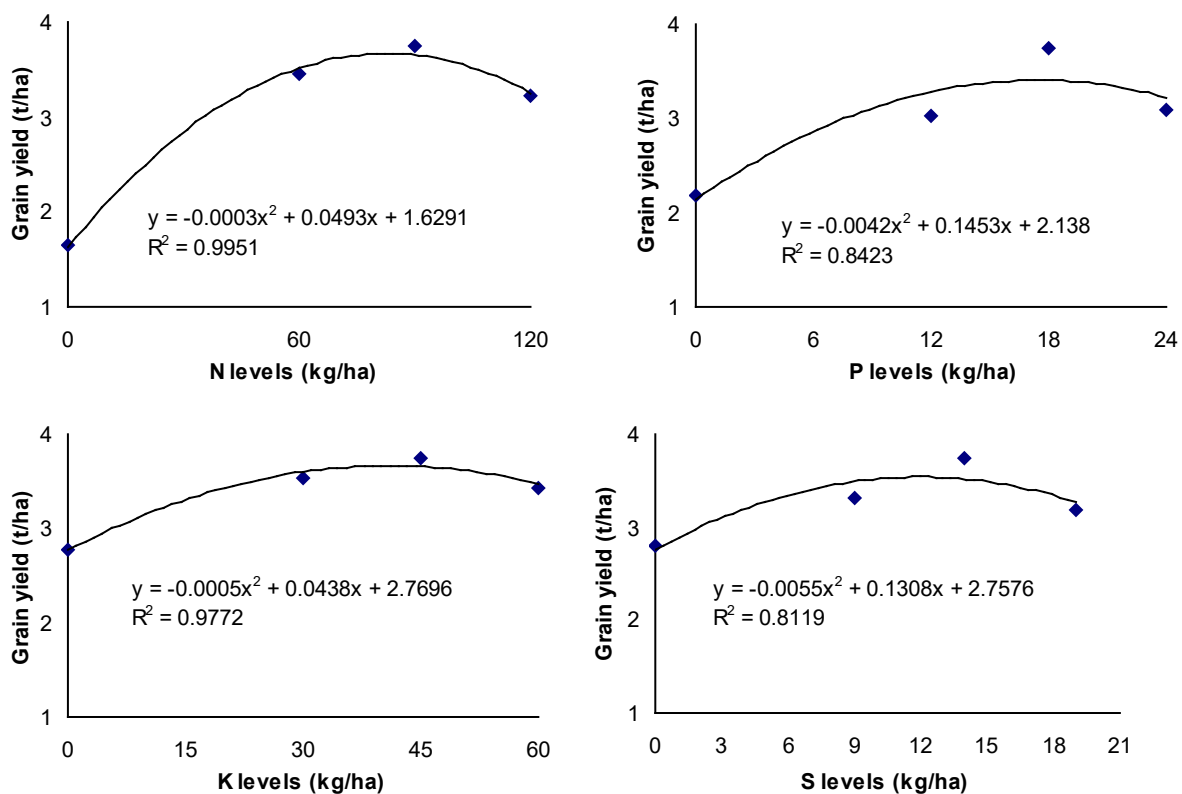 4
3
2
1
Grain yield (t/ha)
y = -0.0003x² + 0.0493x + 1.6291
R² = 0.9951
0 60 120
N levels (kg/ha)
4
3
2
1
Grain yield (t/ha)
y = -0.0042x² + 0.1453x + 2.138
R² = 0.8423
0 6 12 18 24
P levels (kg/ha)
4
3
2
1
Grain yield (t/ha)
y = -0.0005x² + 0.0438x + 2.7696
R² = 0.9772
0 15 30 45 60
K levels (kg/ha)
4
3
2
1
Grain yield (t/ha)
y = -0.0055x² + 0.1308x + 2.7576
R² = 0.8119
0 3 6 9 12 15 18 21
S levels (kg/ha)